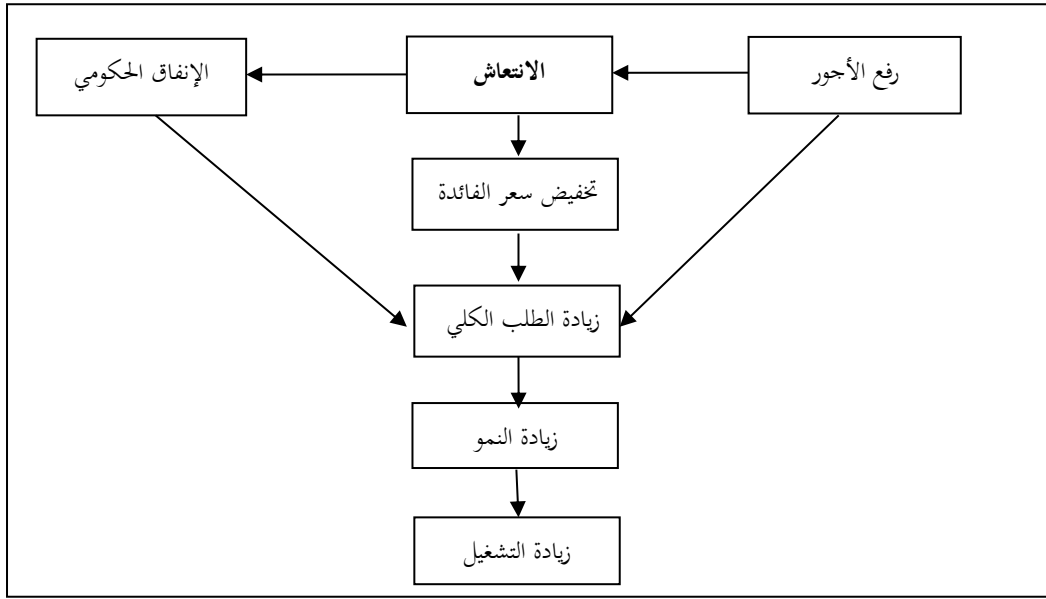 رفع الأجور
الانتعاش
الإنفاق الحكومي
تخفيض سعر الفائدة
زيادة الطلب الكلي
زيادة النمو
زيادة التشغيل